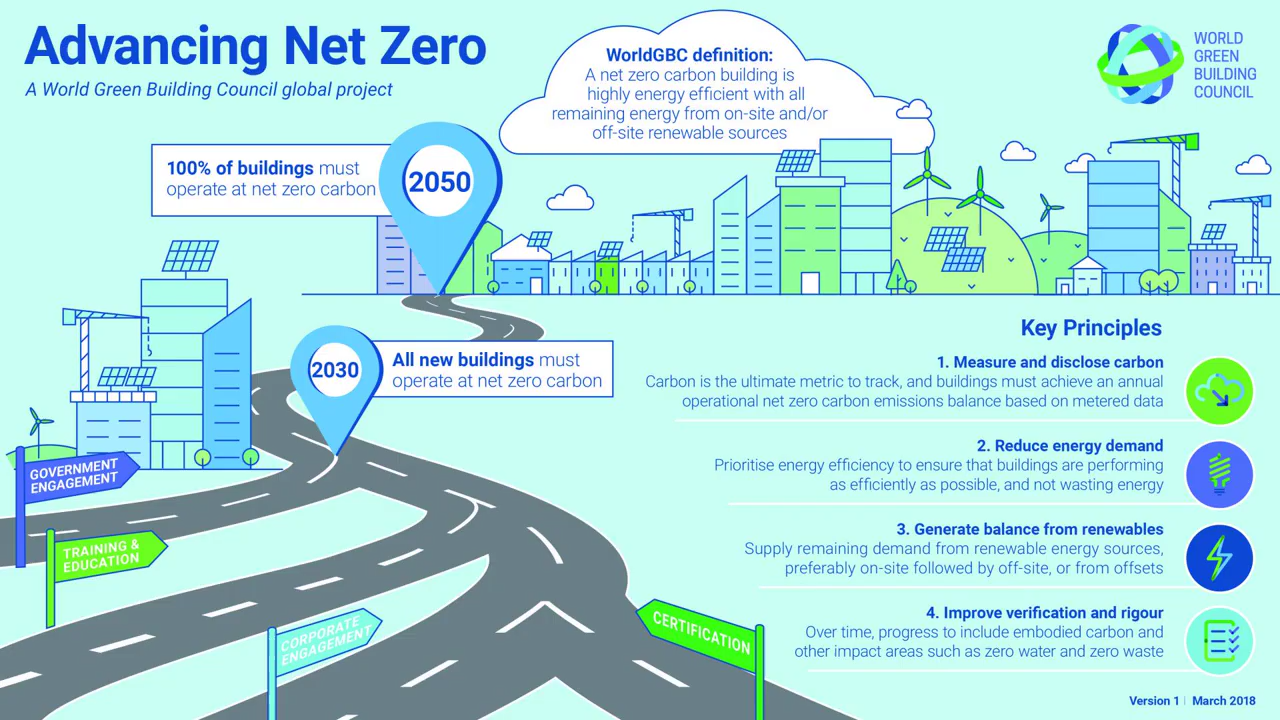 Advancing Net Zero
A World Green Building Council global project
WorldGBC definition:
A net zero carbon building is
highly energy efficient with all
remaining energy from on-site and/or
off-site renewable sources
WORLD
GREEN
BUILDING
COUNCIL
100% of buildings must
operate at net zero carbon
2050
2030
All new buildings must
operate at net zero carbon
GOVERNMENT
ENGAGEMENT
TRAINING &
EDUCATION
CORPORATE
ENGAGEMENT
CERTIFICATION
Key Principles
1. Measure and disclose carbon
Carbon is the ultimate metric to track, and buildings must achieve an annual
operational net zero carbon emissions balance based on metered data
2. Reduce energy demand
Prioritise energy efficiency to ensure that buildings are performing
as efficiently as possible, and not wasting energy
3. Generate balance from renewables
Supply remaining demand from renewable energy sources,
preferably on-site followed by off-site, or from offsets
4. Improve verification and rigour
Over time, progress to include embodied carbon and
other impact areas such as zero water and zero waste
Version 1 | March 2018